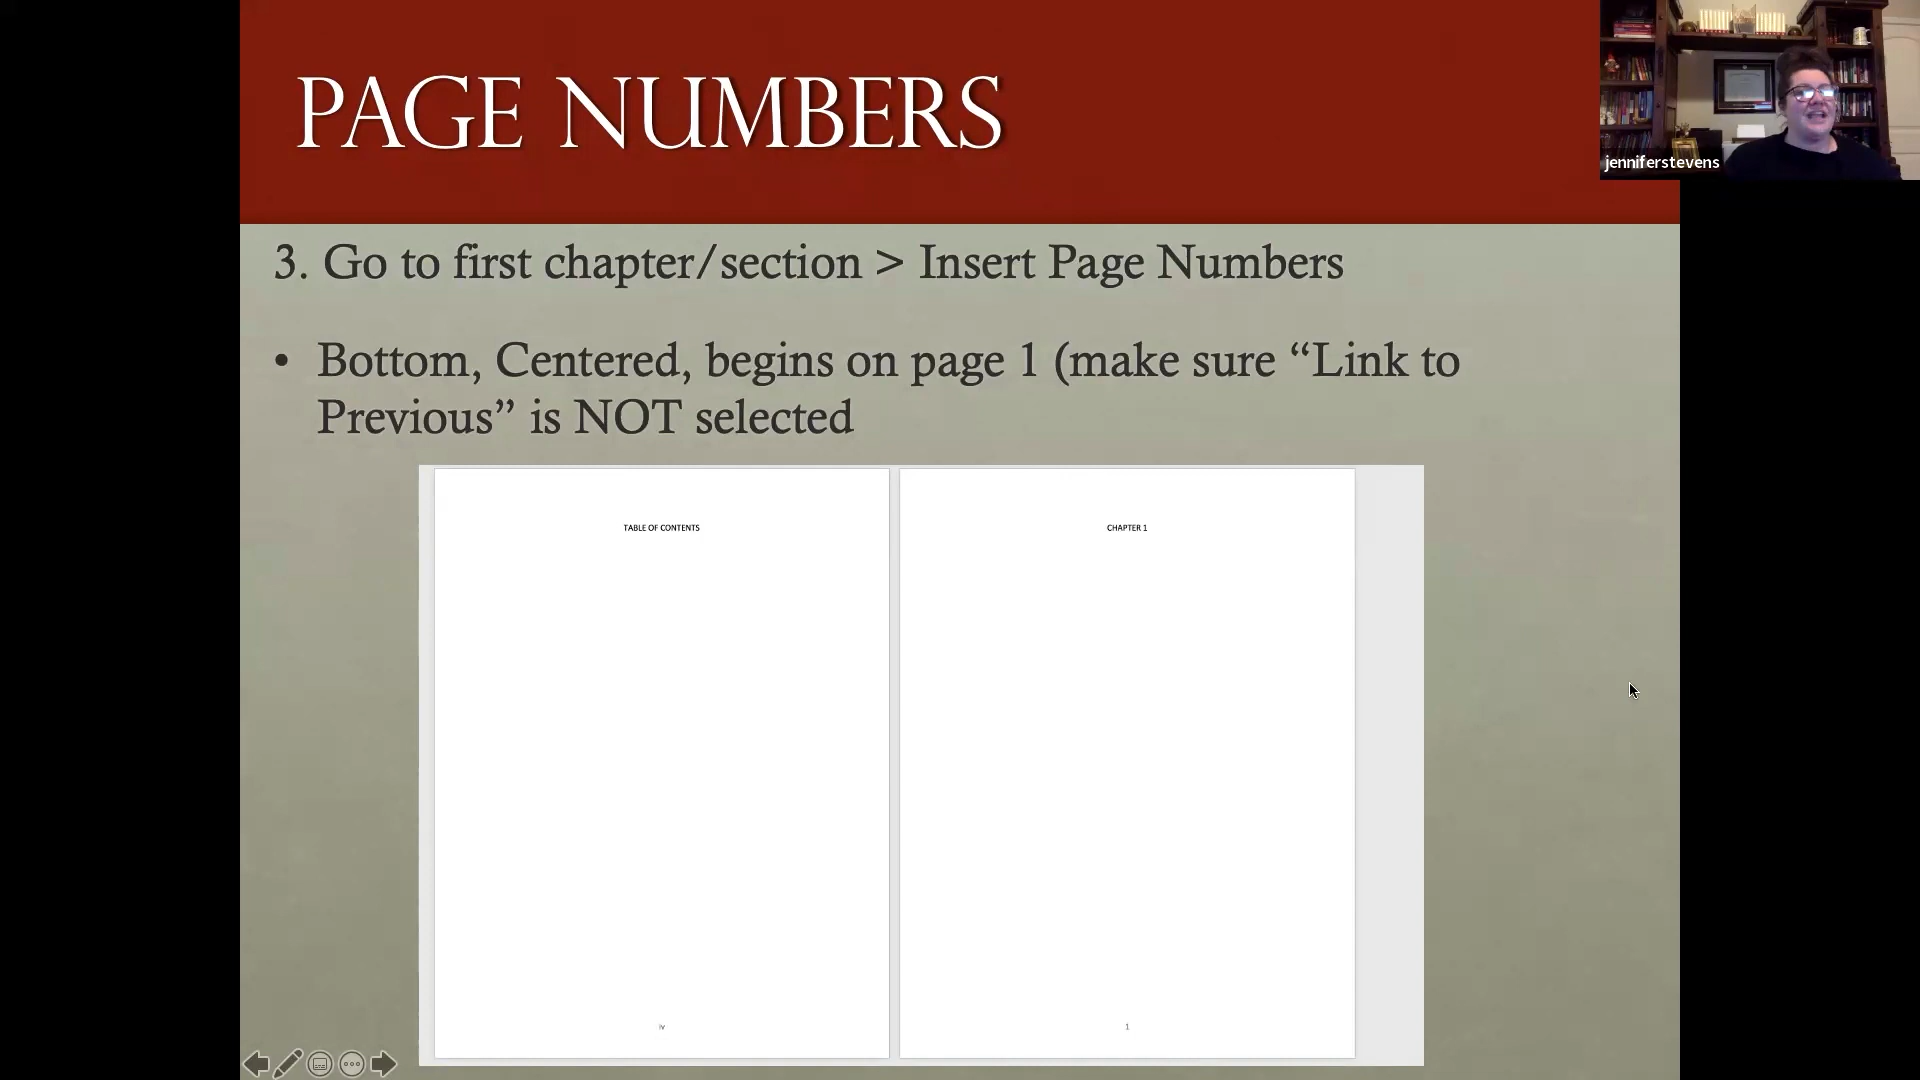 PAGE NUMBERS
jenniferstevens
3. Go to first chapter/section > Insert Page Numbers
• Bottom, Centered, begins on page 1 (make sure “Link to
Previous” is NOT selected
TABLE OF CONTENTS
CHAPTER 1
iv
1